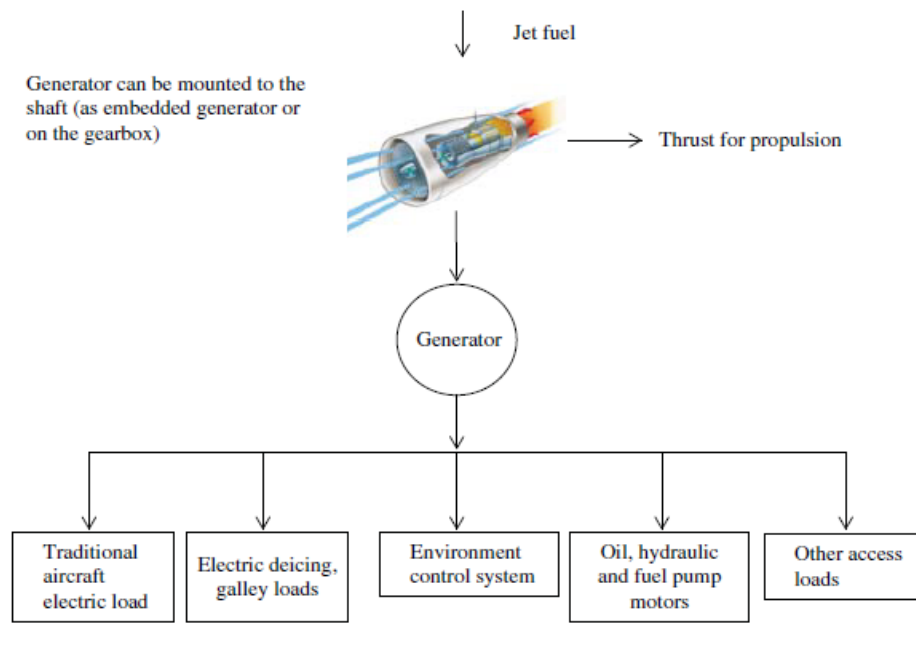 Jet fuel
Generator can be mounted to the
shaft (as embedded generator or
on the gearbox)
Thrust for propulsion
Generator
Traditional
aircraft
electric load
Electric deicing,
galley loads
Environment
control system
Oil, hydraulic
and fuel pump
motors
Other access
loads